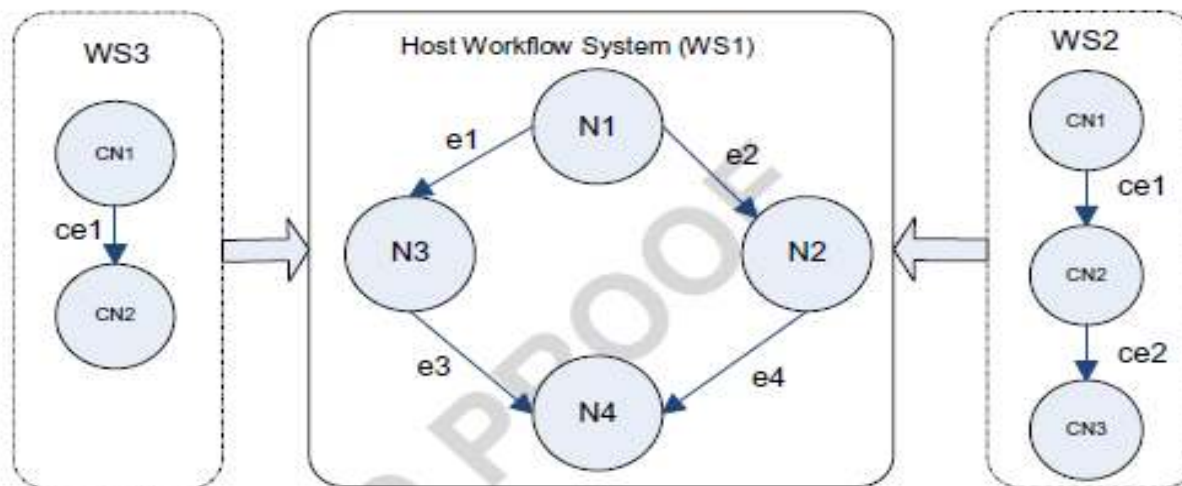 WS3
CN1
ce1
CN2
Host Workflow System (WS1)
N1
e1
e2
N3
N2
e3
e4
N4
WS2
CN1
ce1
CN2
ce2
CN3
PROOF